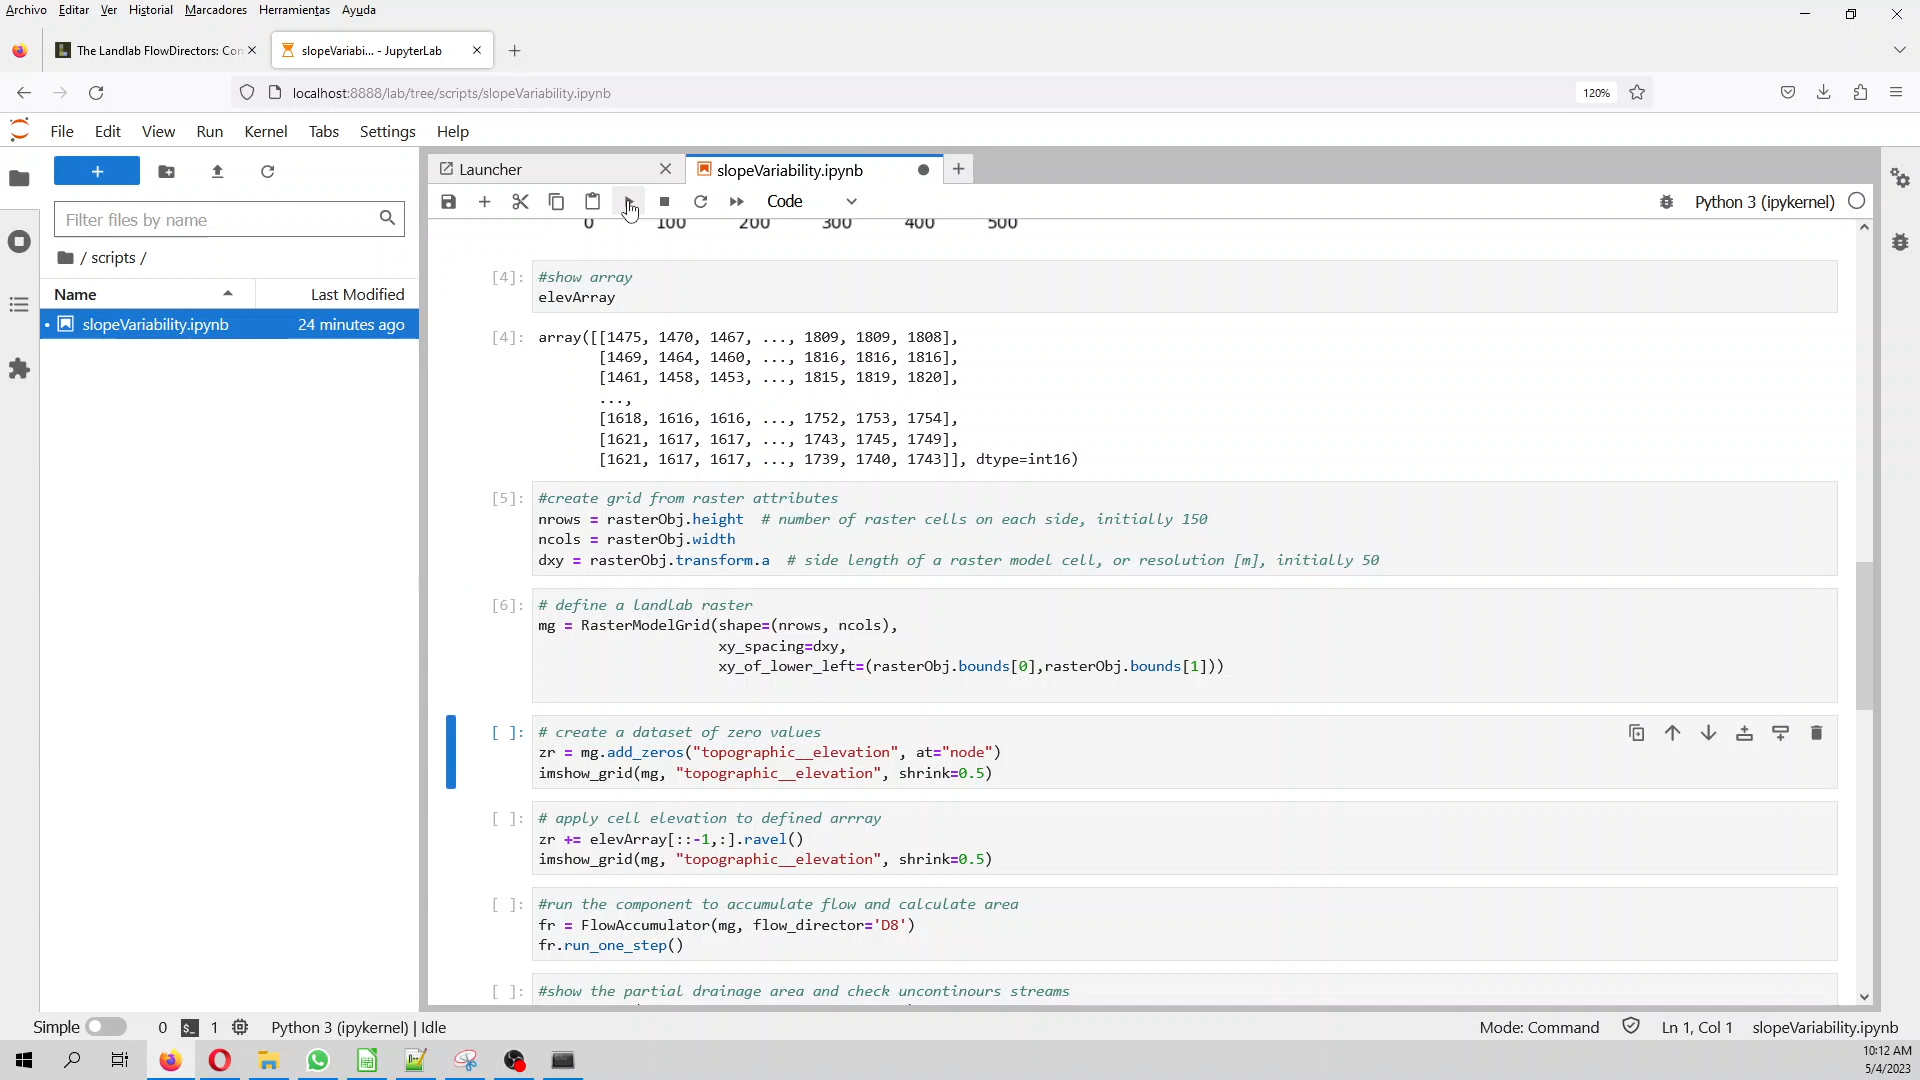 Archivo Editar Ver Historial Marcadores Herramientas Ayuda
The Landlab FlowDirectors: Con
slopeVariabi... - JupyterLab
localhost:8888/lab/tree/scripts/slopeVariability.ipynb
120%
File Edit View Run Kernel Tabs Settings Help
Launcher
slopeVariability.ipynb
Code
Python 3 (ipykernel)
Filter files by name
/ scripts /
Name Last Modified
slopeVariability.ipynb 24 minutes ago
0 100 200 300 400 500
[4]: #show array
elevArray
[4]: array([[1475, 1470, 1467, ..., 1809, 1809, 1808],
[1469, 1464, 1460, ..., 1816, 1816, 1816],
[1461, 1458, 1453, ..., 1815, 1819, 1820],
...,
[1618, 1616, 1616, ..., 1752, 1753, 1754],
[1621, 1617, 1617, ..., 1743, 1745, 1749],
[1621, 1617, 1617, ..., 1739, 1740, 1743]], dtype=int16)
[5]: #create grid from raster attributes
nrows = rasterObj.height # number of raster cells on each side, initially 150
ncols = rasterObj.width
dxy = rasterObj.transform.a # side length of a raster model cell, or resolution [m], initially 50
[6]: # define a landlab raster
mg = RasterModelGrid(shape=(nrows, ncols),
xy_spacing=dxy,
xy_of_lower_left=(rasterObj.bounds[0],rasterObj.bounds[1]))
[ ]: # create a dataset of zero values
zr = mg.add_zeros("topographic__elevation", at="node")
imshow_grid(mg, "topographic__elevation", shrink=0.5)
[ ]: # apply cell elevation to defined arrray
zr += elevArray[::-1,:].ravel()
imshow_grid(mg, "topographic__elevation", shrink=0.5)
[ ]: #run the component to accumulate flow and calculate area
fr = FlowAccumulator(mg, flow_director='D8')
fr.run_one_step()
[ ]: #show the partial drainage area and check uncontinours streams
Simple 0 1 Python 3 (ipykernel) | Idle Mode: Command Ln 1, Col 1 slopeVariability.ipynb
10:12 AM
5/4/2023